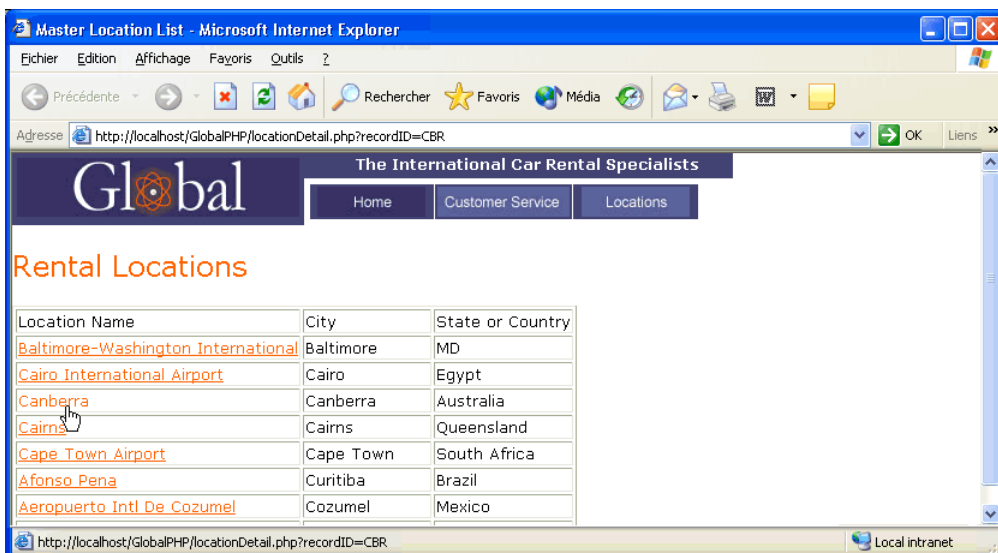 Master Location List - Microsoft Internet Explorer
Fichier Edition Affichage Favoris Outils ?
Précédente Rechercher Favoris Média
Adresse http://localhost/GlobalPHP/locationDetail.php?recordID=CBR OK Liens »
Global
The International Car Rental Specialists
Home Customer Service Locations
Rental Locations
Location Name City State or Country
Baltimore-Washington International Baltimore MD
Cairo International Airport Cairo Egypt
Canberra Canberra Australia
Cairns Cairns Queensland
Cape Town Airport Cape Town South Africa
Afonso Pena Curitiba Brazil
Aeropuerto Intl De Cozumel Cozumel Mexico
http://localhost/GlobalPHP/locationDetail.php?recordID=CBR Local intranet